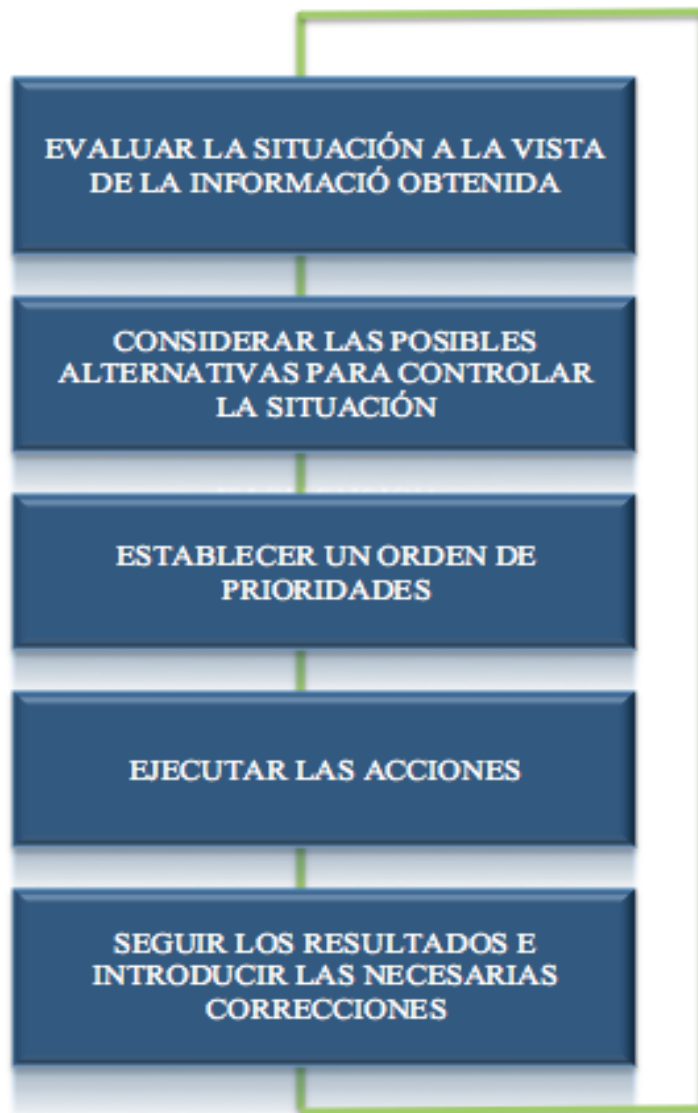 EVALUAR LA SITUACIÓN A LA VISTA
DE LA INFORMACIÓ OBTENIDA
CONSIDERAR LAS POSIBLES
ALTERNATIVAS PARA CONTROLAR
LA SITUACIÓN
ESTABLECER UN ORDEN DE
PRIORIDADES
EJECUTAR LAS ACCIONES
SEGUIR LOS RESULTADOS E
INTRODUCIR LAS NECESARIAS
CORRECCIONES